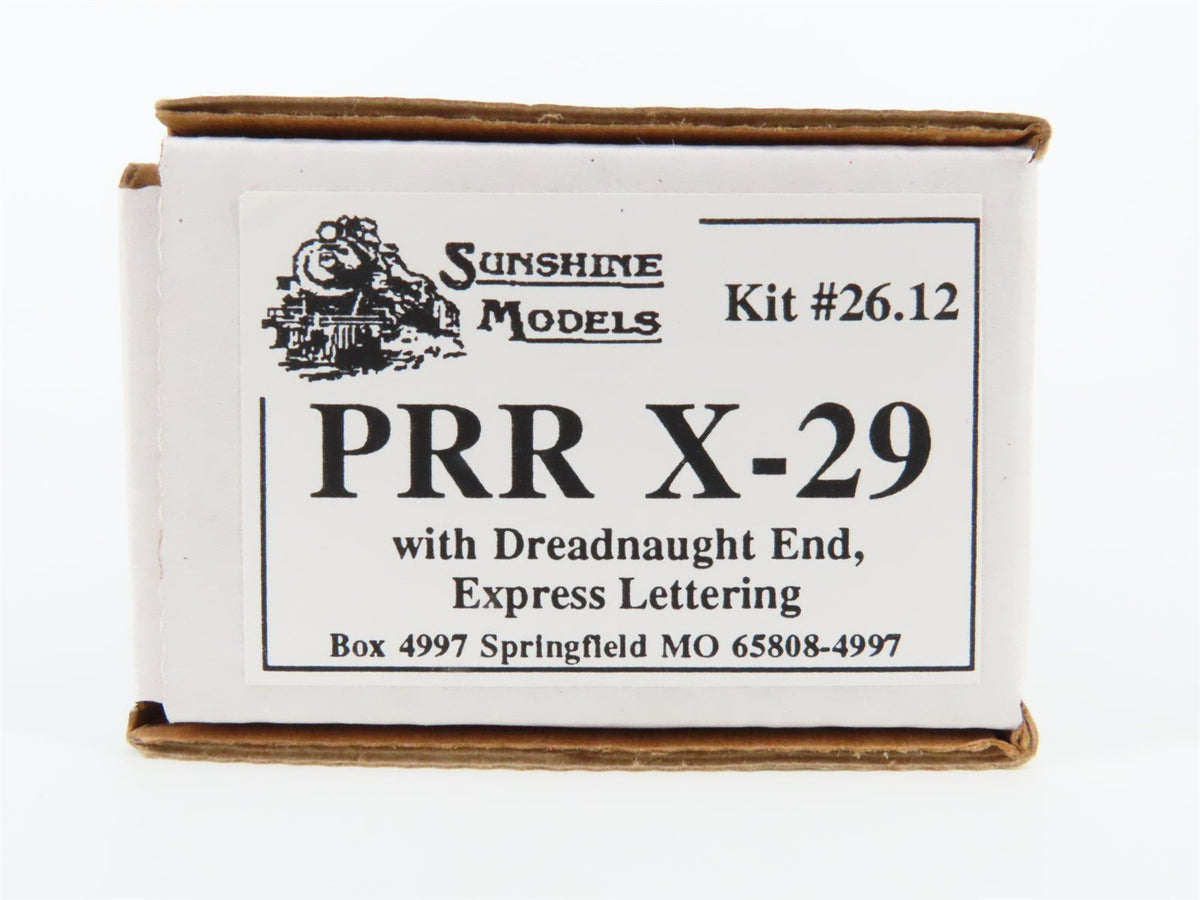 SUNSHINE
MODELS
Kit #26.12
PRR X-29
with Dreadnaught End,
Express Lettering
Box 4997 Springfield MO 65808-4997